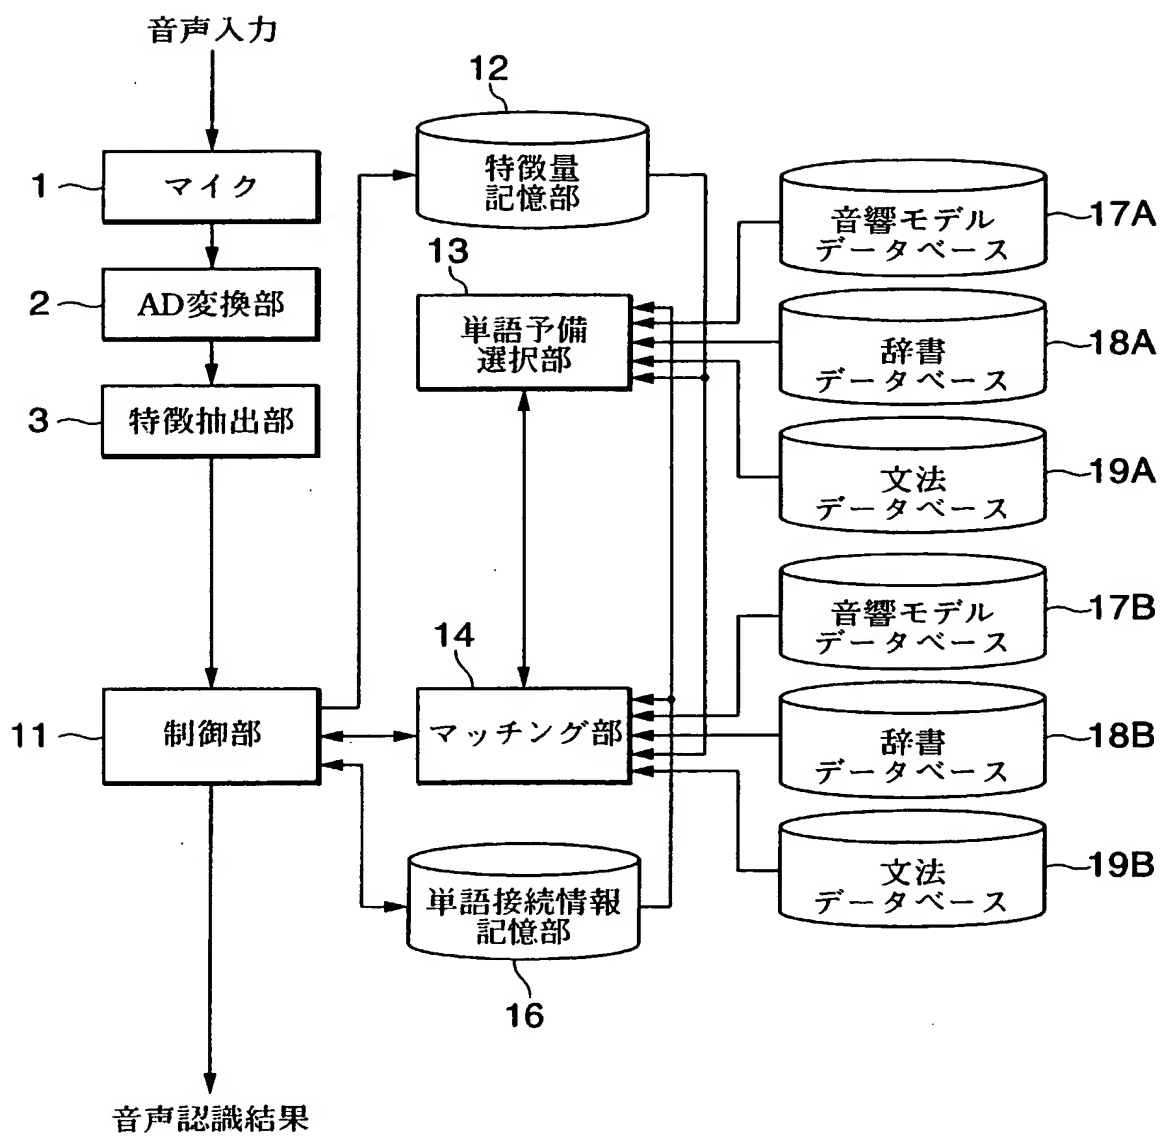 音声入力
1
マイク
2
AD変換部
3
特徴抽出部
11
制御部
音声認識結果
12
特徴量
記憶部
13
単語予備
選択部
14
マッチング部
単語接続情報
記憶部
16
音響モデル
データベース
17A
辞書
データベース
18A
文法
データベース
19A
音響モデル
データベース
17B
辞書
データベース
18B
文法
データベース
19B